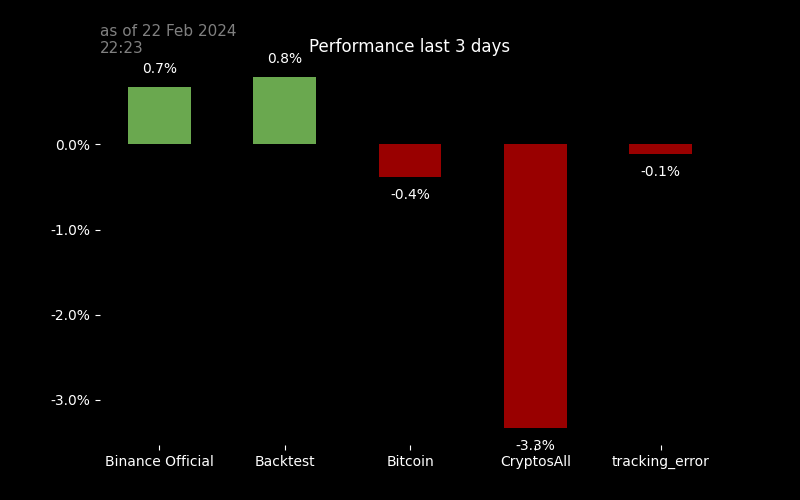 as of 22 Feb 2024
22:23
Performance last 3 days
0.7%
0.8%
0.0%
-0.4%
-0.1%
-1.0%
-2.0%
-3.0%
-3.3%
Binance Official
Backtest
Bitcoin
CryptosAll
tracking_error